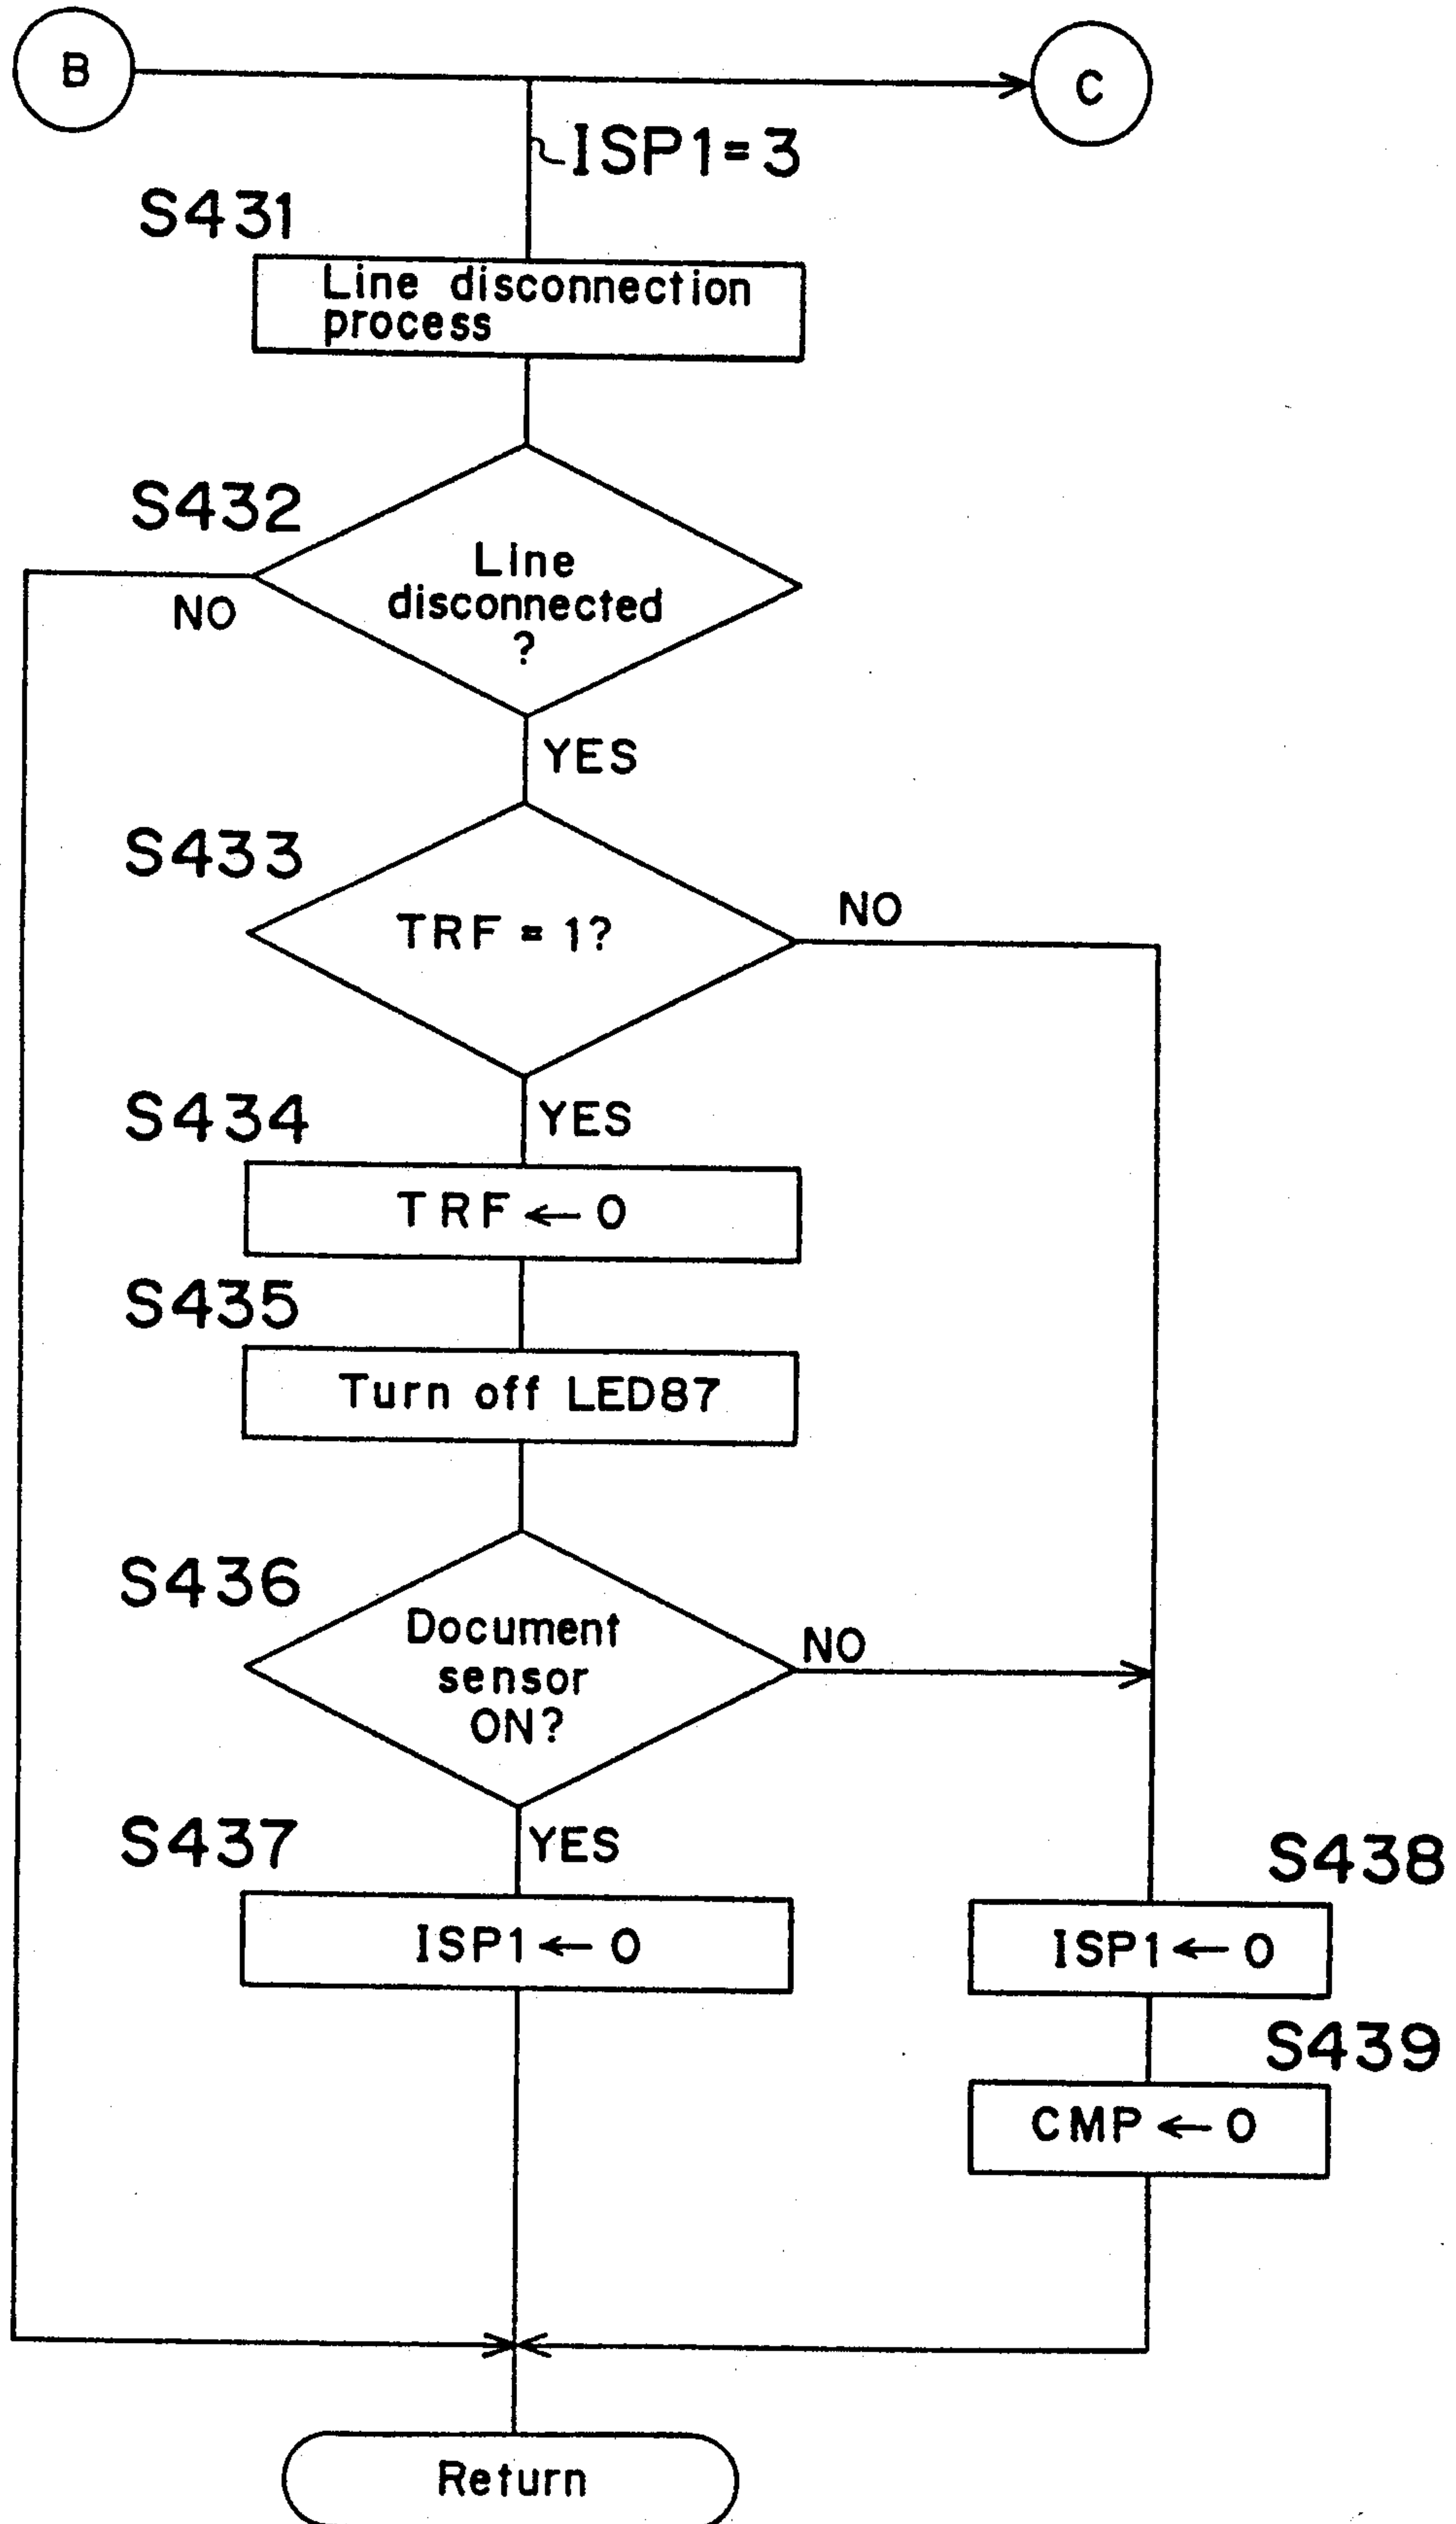 B
C
ISP1=3
S431
Line disconnection
process
S432
Line
disconnected
?
NO
YES
S433
TRF = 1?
NO
YES
S434
TRF ← 0
S435
Turn off LED87
S436
Document
sensor
ON?
NO
YES
S437
ISP1 ← 0
S438
ISP1 ← 0
S439
CMP ← 0
Return